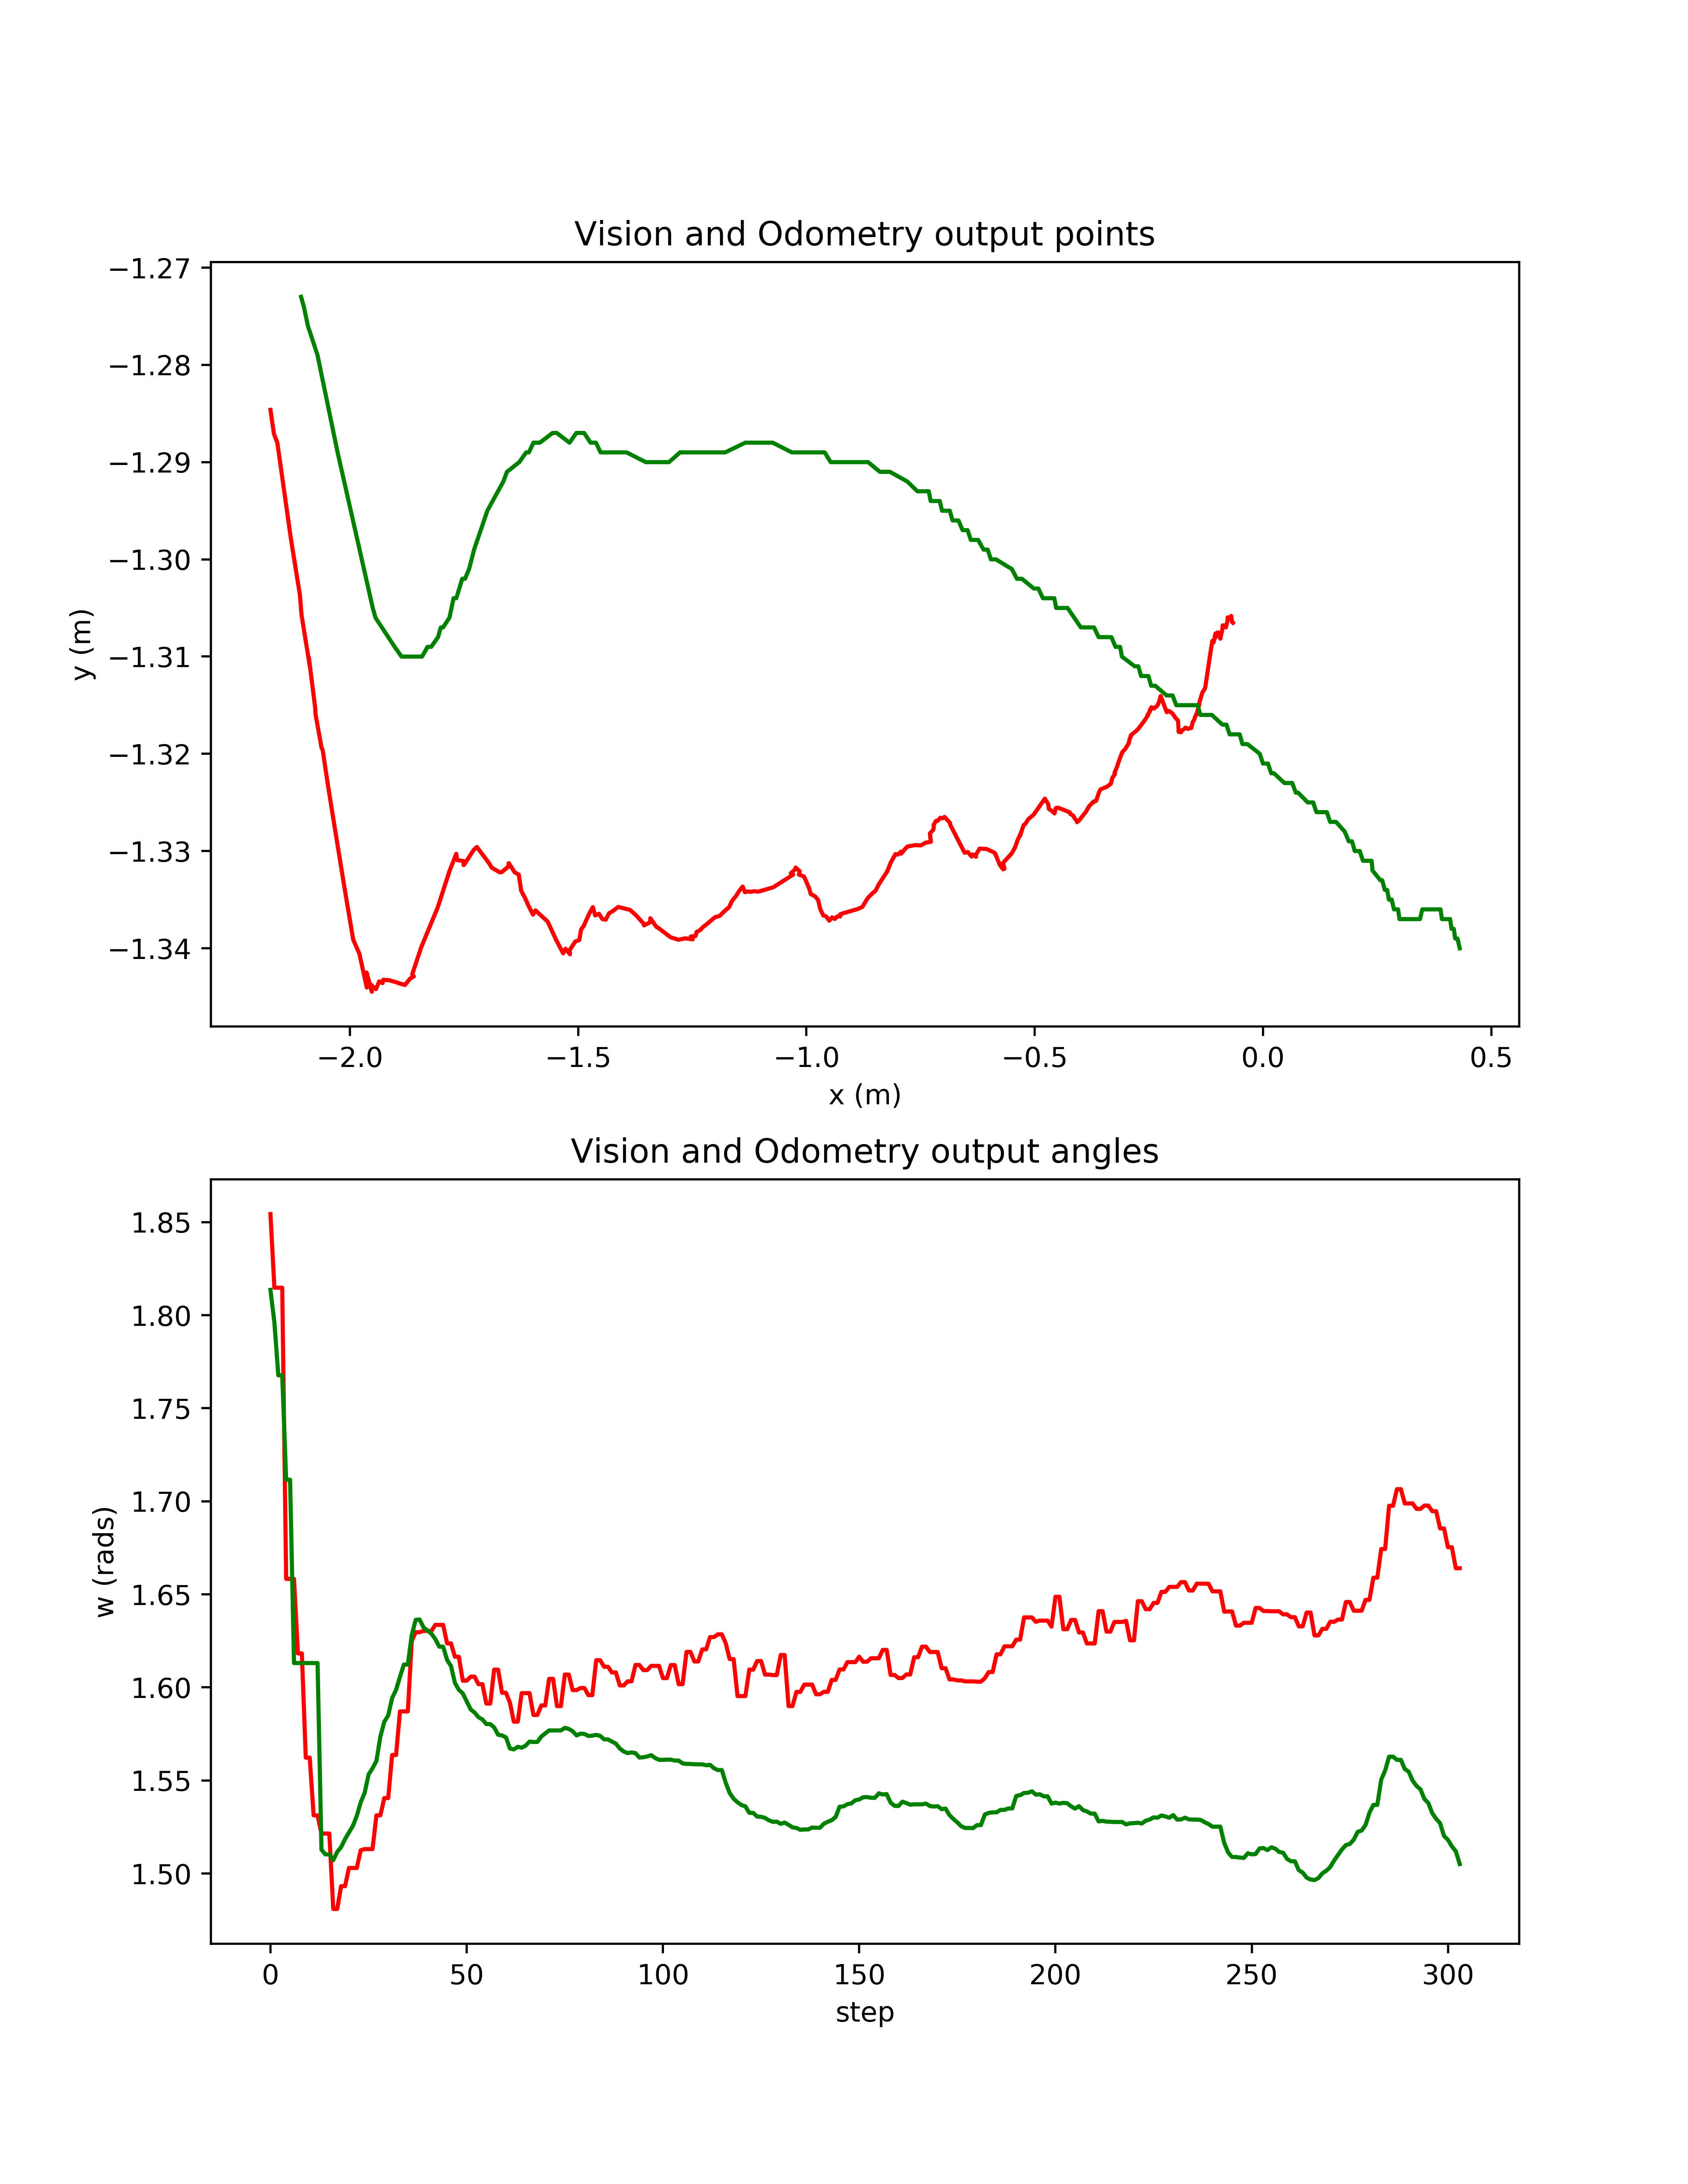 Vision and Odometry output points
−1.27
−1.28
−1.29
−1.30
−1.31
−1.32
−1.33
−1.34
y (m)
−2.0 −1.5 −1.0 −0.5 0.0 0.5
x (m)
Vision and Odometry output angles
1.85
1.80
1.75
1.70
1.65
1.60
1.55
1.50
w (rads)
0 50 100 150 200 250 300
step